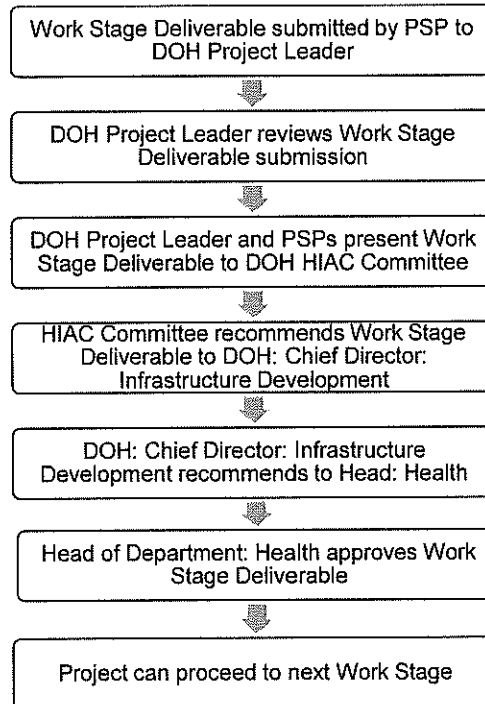 Work Stage Deliverable submitted by PSP to
DOH Project Leader
DOH Project Leader reviews Work Stage
Deliverable submission
DOH Project Leader and PSPs present Work
Stage Deliverable to DOH HIAC Committee
HIAC Committee recommends Work Stage
Deliverable to DOH: Chief Director:
Infrastructure Development
DOH: Chief Director: Infrastructure
Development recommends to Head: Health
Head of Department: Health approves Work
Stage Deliverable
Project can proceed to next Work Stage